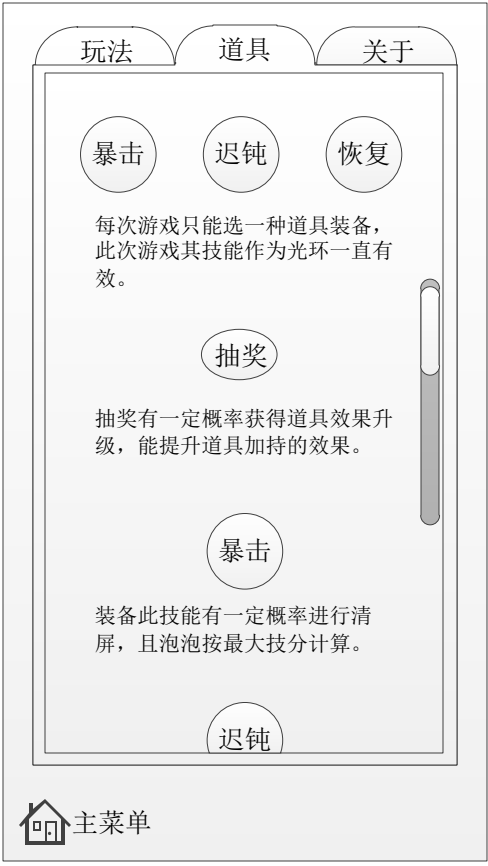 玩法
道具
关于
暴击
迟钝
恢复
每次游戏只能选一种道具装备，
此次游戏其技能作为光环一直有
效。
抽奖
抽奖有一定概率获得道具效果升
级，能提升道具加持的效果。
暴击
装备此技能有一定概率进行清
屏，且泡泡按最大技分计算。
迟钝
主菜单